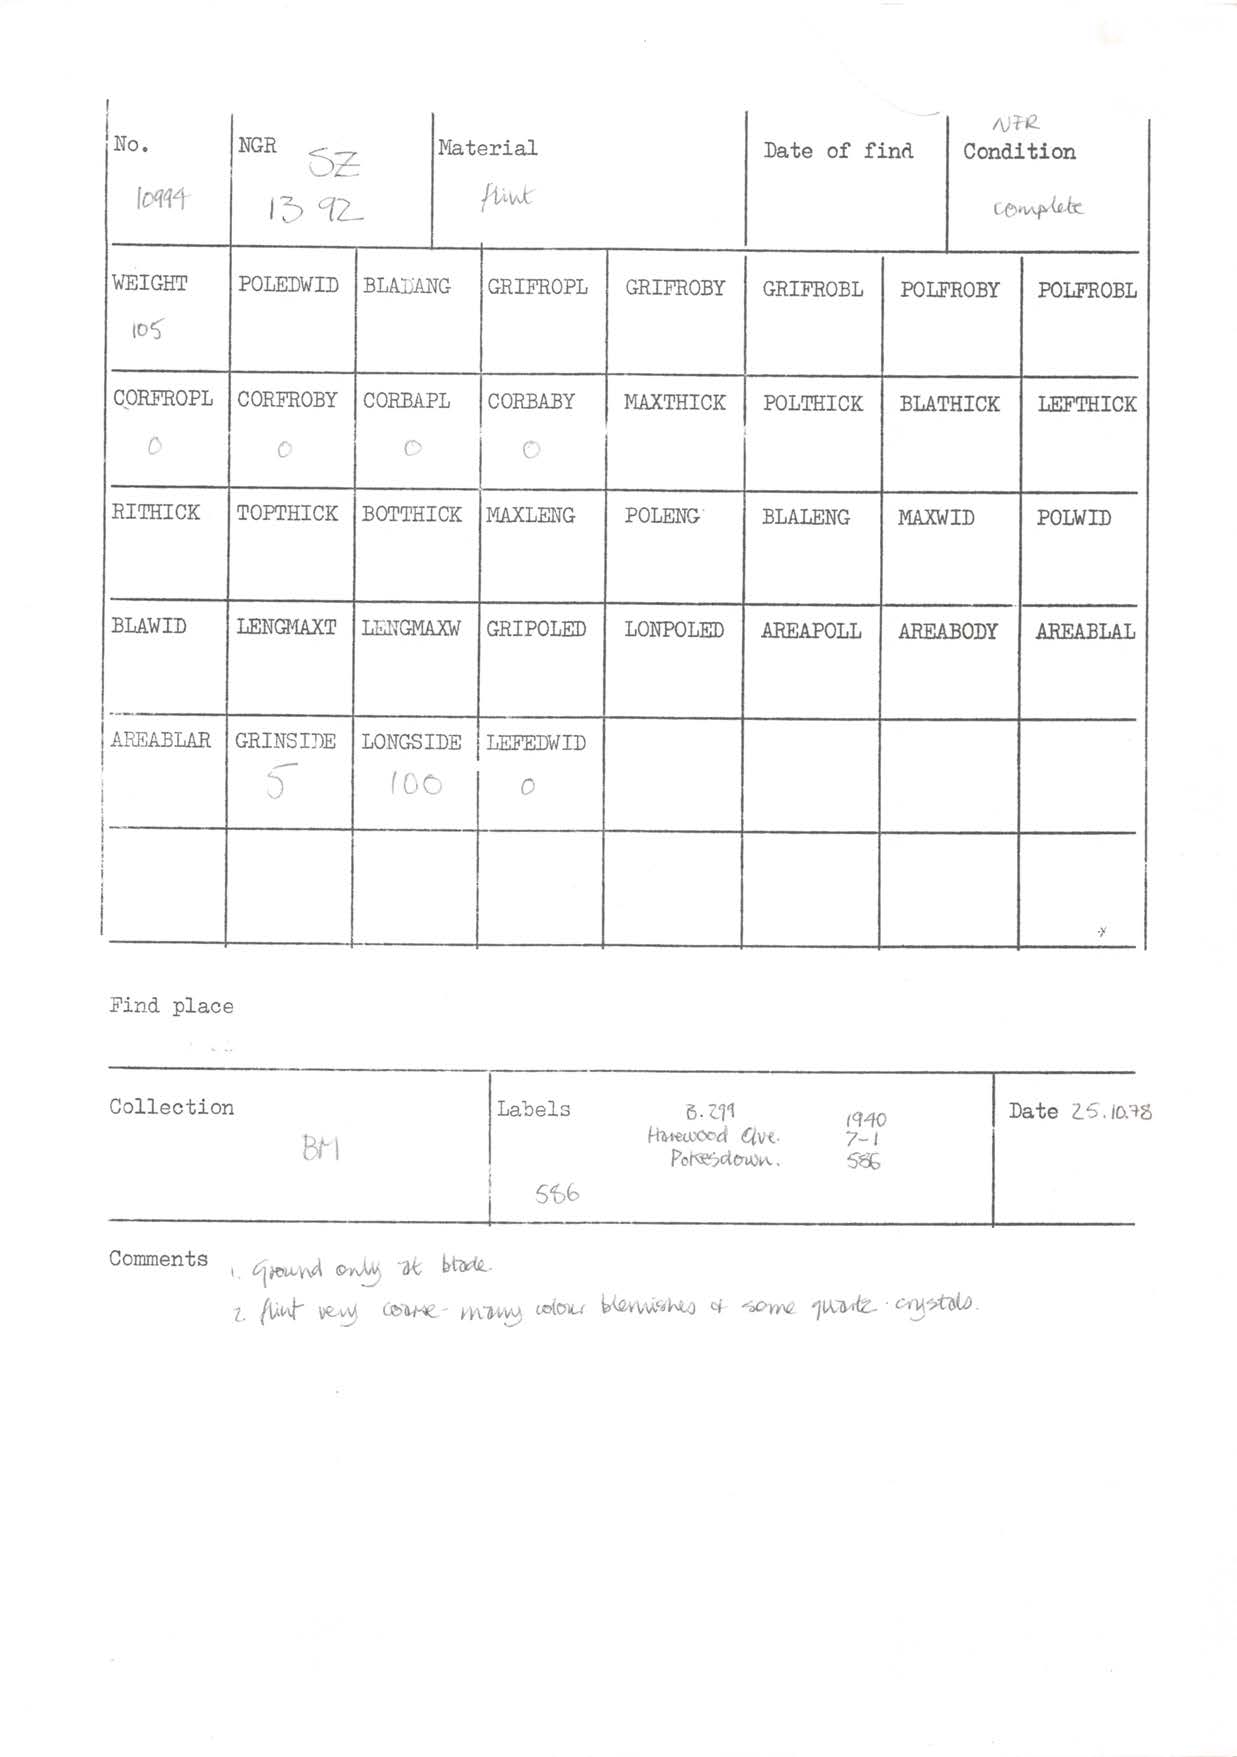 No. NGR SZ Material Date of find NFR Condition
10994 13 92 flint complete
WEIGHT POLEDWID BLADANG GRIFROPL GRIFROBY GRIFROBL POLFROBY POLFROBL
105
CORFROPL CORFROBY CORBAPL CORBABY MAXTHICK POLTHICK BLATHICK LEFTHICK
0 0 0 0
RITHICK TOPTHICK BOTTHICK MAXLENG POLENG BLALENG MAXWID POLWID
BLAWID LENGMAXT LENGMAXW GRIPOLED LONPOLED AREAPOLL AREABODY AREABLAL
AREABLAR GRINSIDE LONGSIDE LEFEDWID
5 100 0
Find place
Collection Labels B.299 1940 Date 25.10.78
BM Harewood Ave. 7-1
Pokesdown. 586
586
Comments 1. Ground only at blade.
2. flint very coarse - many colour blemishes & some quartz crystals.